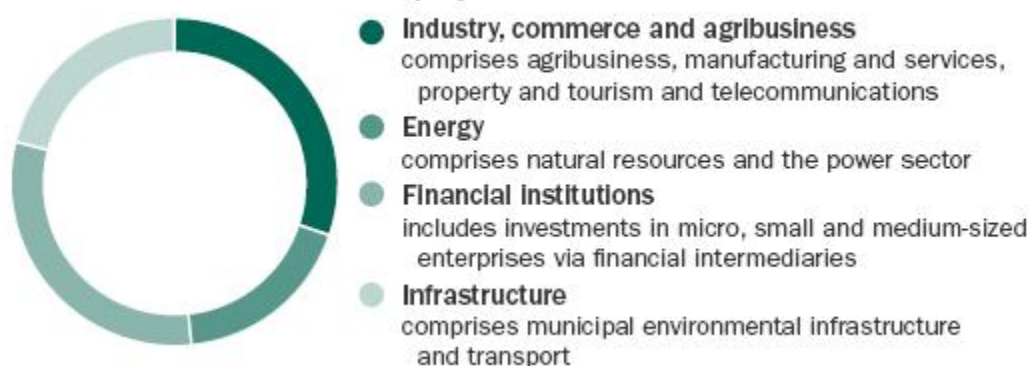 Industry, commerce and agribusiness
comprises agribusiness, manufacturing and services,
property and tourism and telecommunications
Energy
comprises natural resources and the power sector
Financial institutions
includes investments in micro, small and medium-sized
enterprises via financial intermediaries
Infrastructure
comprises municipal environmental infrastructure
and transport